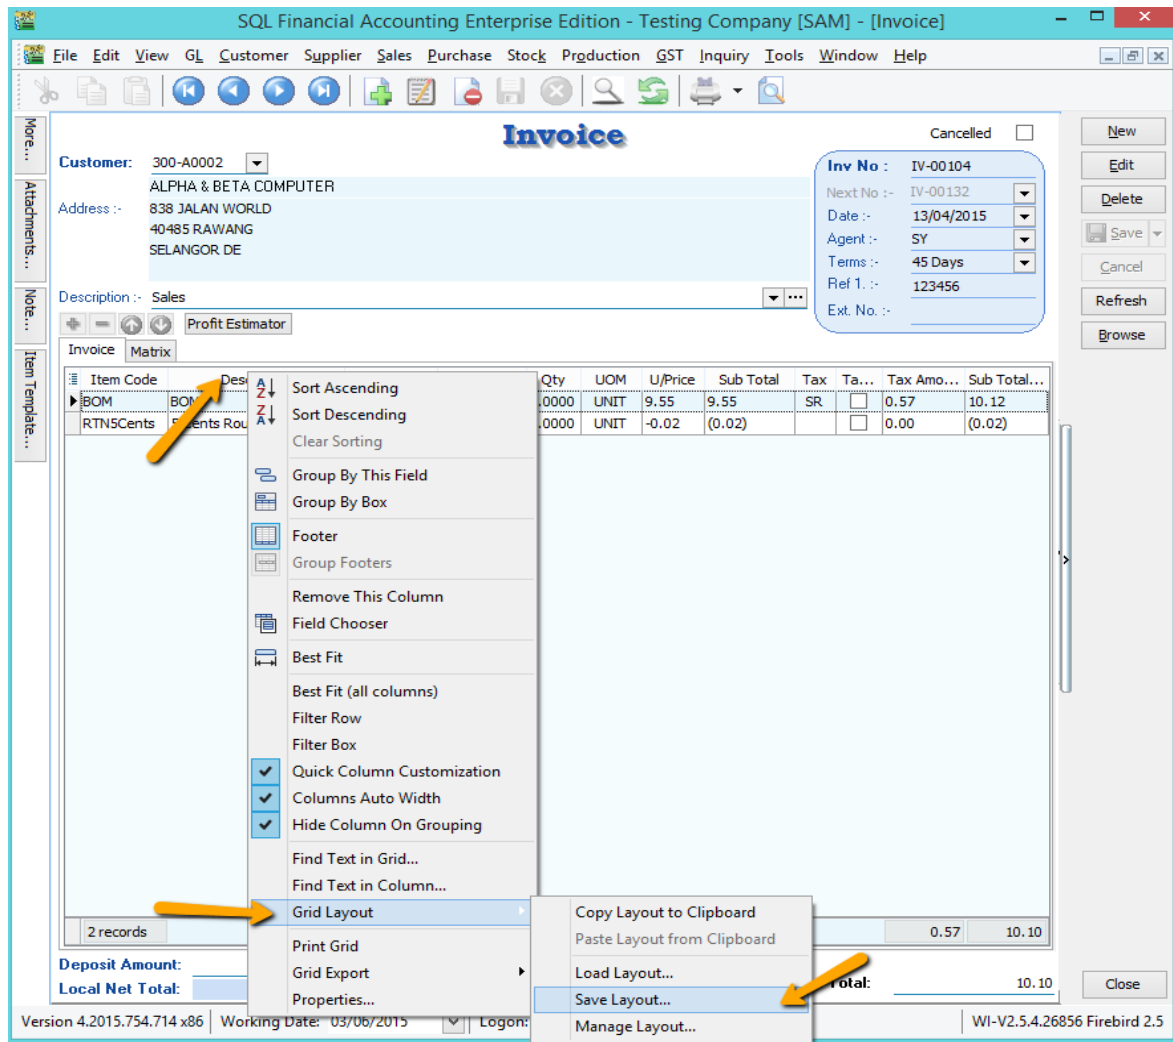 SQL Financial Accounting Enterprise Edition - Testing Company [SAM] - [Invoice]
File Edit View GL Customer Supplier Sales Purchase Stock Production GST Inquiry Tools Window Help
More...
Attachments...
Note...
Item Template...
Invoice
Cancelled
Customer: 300-A0002
ALPHA & BETA COMPUTER
Address :- 838 JALAN WORLD
40485 RAWANG
SELANGOR DE
Description :- Sales
Inv No : IV-00104
Next No :- IV-00132
Date :- 13/04/2015
Agent :- SY
Terms :- 45 Days
Ref 1. :- 123456
Ext. No. :-
New
Edit
Delete
Save
Cancel
Refresh
Browse
Profit Estimator
Invoice Matrix
Item Code Qty UOM U/Price Sub Total Tax Ta... Tax Amo... Sub Total...
BOM .0000 UNIT 9.55 9.55 SR 0.57 10.12
RTN5Cents .0000 UNIT -0.02 (0.02) 0.00 (0.02)
Sort Ascending
Sort Descending
Clear Sorting
Group By This Field
Group By Box
Footer
Group Footers
Remove This Column
Field Chooser
Best Fit
Best Fit (all columns)
Filter Row
Filter Box
Quick Column Customization
Columns Auto Width
Hide Column On Grouping
Find Text in Grid...
Find Text in Column...
Grid Layout
Print Grid
Grid Export
Properties...
Copy Layout to Clipboard
Paste Layout from Clipboard
Load Layout...
Save Layout...
Manage Layout...
2 records 0.57 10.10
Deposit Amount:
Local Net Total: 10.10
Close
Version 4.2015.754.714 x86 Working Date: 03/06/2015 Logon: WI-V2.5.4.26856 Firebird 2.5